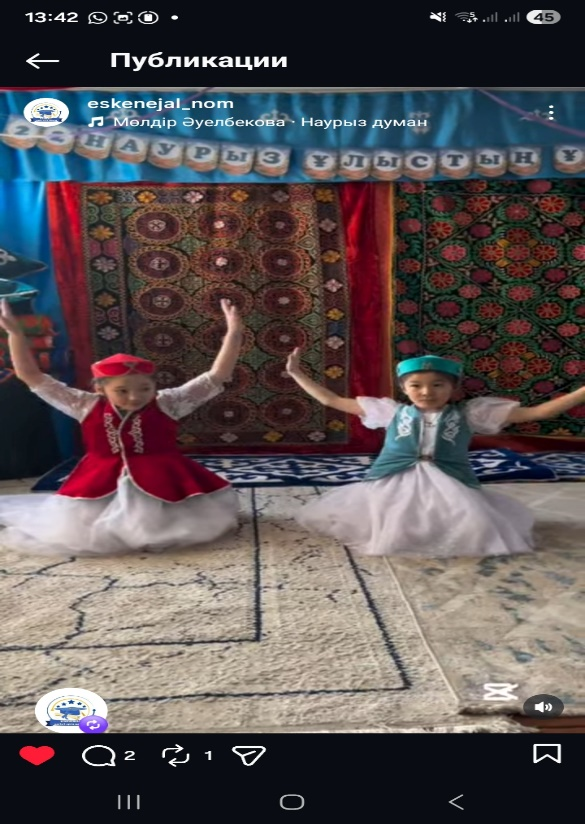 13:42
45
Публикации
eskenejal_nom
Мөлдір Әуелбекова · Наурыз думан
НАУРЫЗ ҰЛЫСТЫҢ Ұ
2
1